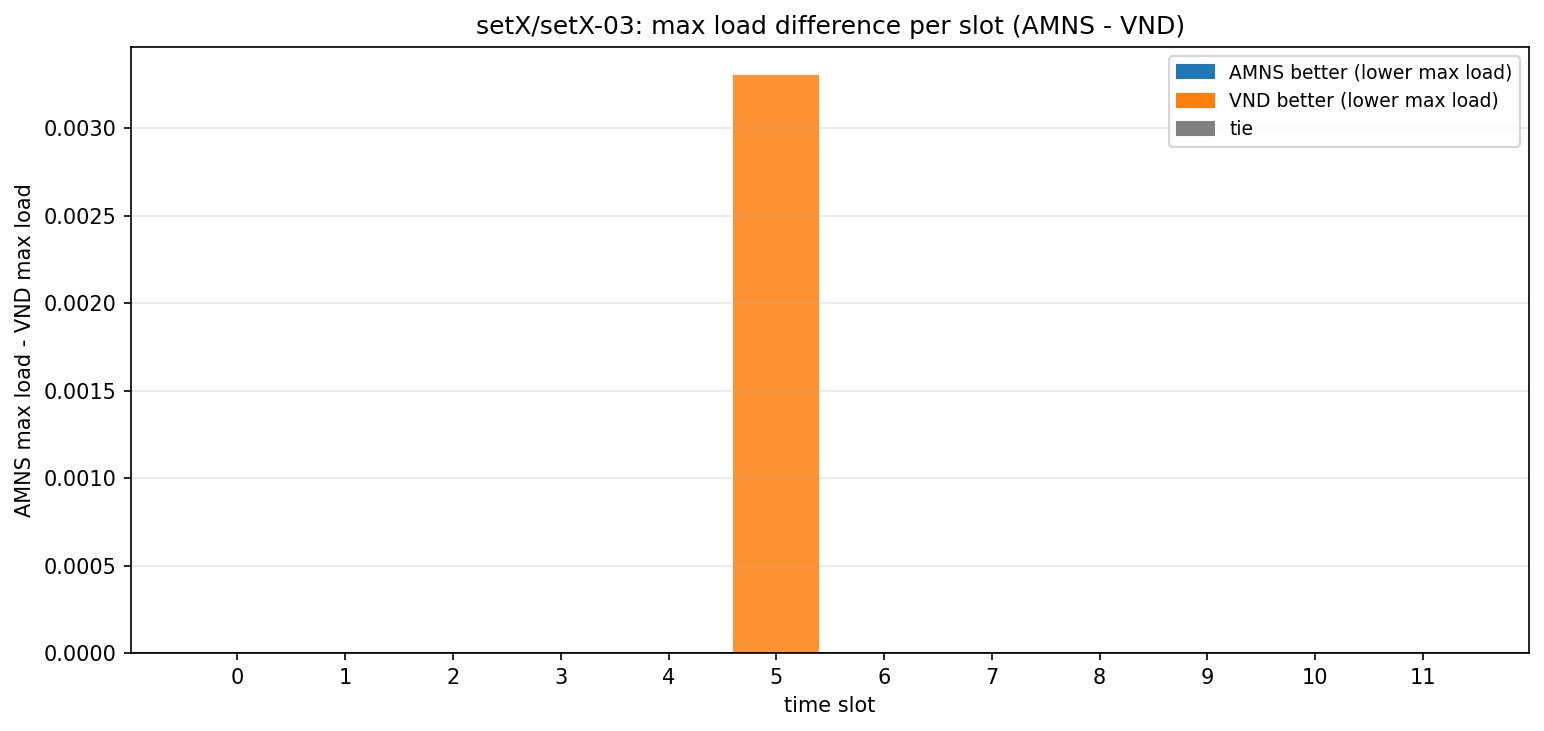 setX/setX-03: max load difference per slot (AMNS - VND)
AMNS better (lower max load)
VND better (lower max load)
tie
AMNS max load - VND max load
0.0030
0.0025
0.0020
0.0015
0.0010
0.0005
0.0000
0 1 2 3 4 5 6 7 8 9 10 11
time slot